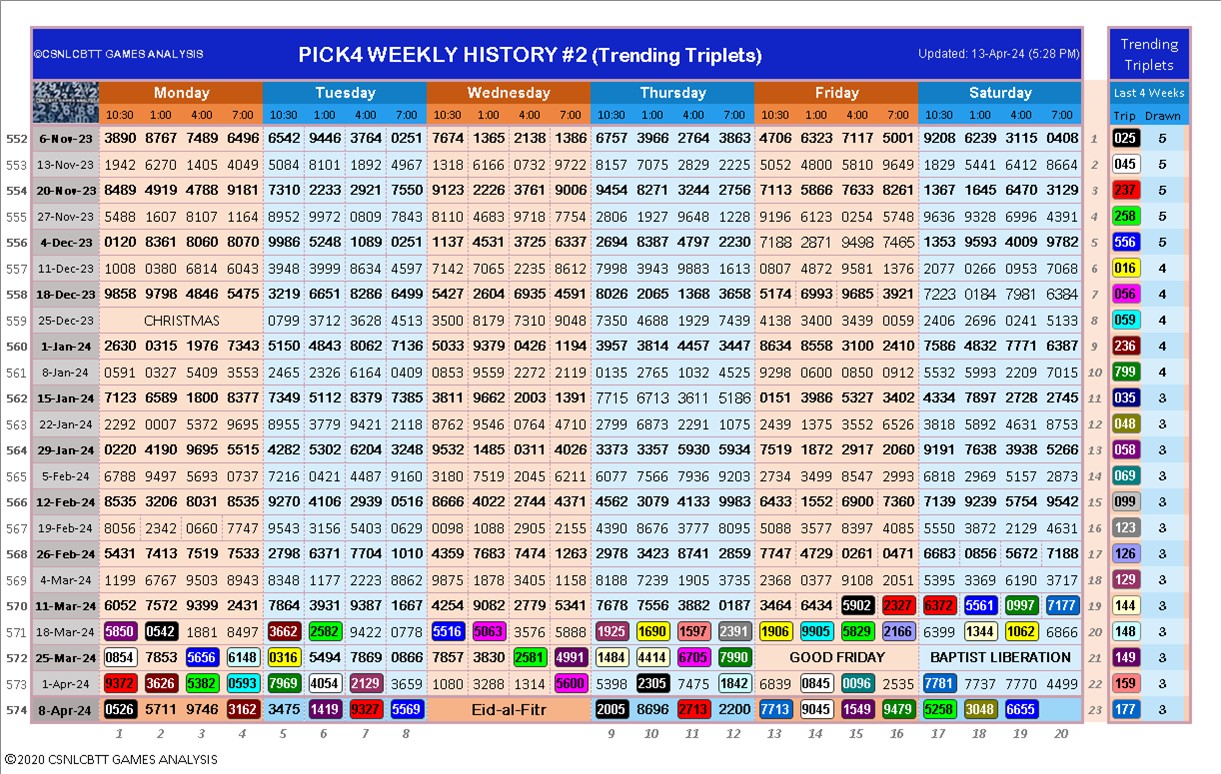 ©CSNLCBTT GAMES ANALYSIS PICK4 WEEKLY HISTORY #2 (Trending Triplets) Updated: 13-Apr-24 (5:28 PM) Trending Triplets
Monday Tuesday Wednesday Thursday Friday Saturday Last 4 Weeks
10:30 1:00 4:00 7:00 10:30 1:00 4:00 7:00 10:30 1:00 4:00 7:00 10:30 1:00 4:00 7:00 10:30 1:00 4:00 7:00 10:30 1:00 4:00 7:00 Trip Drawn
552 6-Nov-23 3890 8767 7489 6496 6542 9446 3764 0251 7674 1365 2138 1386 6757 3966 2764 3863 4706 6323 7117 5001 9208 6239 3115 0408 1 025 5
553 13-Nov-23 1942 6270 1405 4049 5084 8101 1892 4967 1318 6166 0732 9722 8157 7075 2820 2225 5052 4800 5810 9649 1829 5441 6412 8664 2 045 5
554 20-Nov-23 8489 4919 4788 9181 7310 2233 2921 7550 9123 2226 3761 9006 9454 8271 3244 2756 7113 5866 7633 8261 1367 1645 6470 3129 3 237 5
555 27-Nov-23 5488 1607 8107 1164 8952 9972 0809 7843 8110 4683 9718 7754 2806 1927 9648 1228 9196 6123 0254 5748 9636 9328 6996 4391 4 258 5
556 4-Dec-23 0120 8361 8060 8070 9986 5248 1089 0251 1137 4531 3725 6337 2694 8387 4797 2230 7188 2871 9498 7465 1353 9593 4009 9782 5 556 5
557 11-Dec-23 1008 0380 6814 6043 3948 3999 8634 4597 7142 7065 2235 8612 7998 3943 9883 1613 0807 4872 9581 1376 2077 0266 0953 7068 6 016 4
558 18-Dec-23 9858 9798 4846 5475 3219 6651 8286 6499 5427 2604 6935 4591 8026 2065 1368 3658 5174 6993 9685 3921 7223 0184 7981 6384 7 056 4
559 25-Dec-23 CHRISTMAS 0799 3712 3628 4513 3500 8179 7310 9048 7350 4688 1929 7439 4138 3400 3439 0059 2406 2696 0241 5133 8 059 4
560 1-Jan-24 2630 0315 1976 7343 5150 4843 8062 7136 5033 9379 0426 1194 3957 3814 4457 3447 8634 8558 3100 2410 7586 4832 7771 6387 9 236 4
561 8-Jan-24 0591 0327 5409 3553 2465 2326 6164 0409 0853 9559 2272 2119 0135 2765 1032 4525 9298 0600 0850 0912 5532 5993 2209 7015 10 799 4
562 15-Jan-24 7123 6589 1800 8377 7349 5112 8379 7385 3811 9662 2003 1391 7715 6713 3611 5186 0151 3986 5327 3402 4334 7897 2728 2745 11 035 3
563 22-Jan-24 2292 0007 5372 9695 8955 3779 9421 2118 8762 9546 0764 4710 2799 6873 2291 1075 2439 1375 3552 6526 3818 5892 4631 8753 12 048 3
564 29-Jan-24 0220 4190 9695 5515 4282 5302 6204 3248 9532 1485 0311 4026 3373 3357 5930 5934 7519 1872 2917 2060 9191 7638 3938 5266 13 058 3
565 5-Feb-24 6788 9497 5693 0737 7216 0421 4487 9160 3180 7519 2045 6211 6077 7566 7936 9203 2734 3499 8547 2993 6818 2969 5157 2873 14 069 3
566 12-Feb-24 8535 3206 8031 8535 9270 4106 2939 0516 8666 4022 2744 4371 4562 3079 4133 9983 6433 1552 6900 7360 7139 9239 5754 9542 15 099 3
567 19-Feb-24 8056 2342 0660 7747 9543 3156 5403 0629 0098 1088 2905 2155 4390 8676 3777 8095 5088 3577 8397 4085 5550 3872 2129 4631 16 123 3
568 26-Feb-24 5431 7413 7519 7533 2798 6371 7704 1010 4359 7683 7474 1263 2978 3423 8741 2859 7747 4729 0261 0471 6683 0856 5672 7188 17 126 3
569 4-Mar-24 1199 6767 9503 8943 8348 1177 2223 8862 9875 1878 3405 1158 8188 7239 1905 3735 2368 0377 9108 2051 5395 3369 6190 3717 18 129 3
570 11-Mar-24 6052 7572 9399 2431 7864 3931 9387 1667 4254 9082 2779 5341 7678 7556 3882 0187 3464 6434 5902 2327 6372 5561 0997 7177 19 144 3
571 18-Mar-24 5850 0542 1881 8497 3662 2582 9422 0778 5516 5063 3576 5888 1925 1690 1597 2391 1906 9905 5829 2166 6399 1344 1062 6866 20 148 3
572 25-Mar-24 0854 7853 5656 6148 0316 5494 7869 0866 7857 3830 2581 4991 1484 4414 6705 7990 GOOD FRIDAY BAPTIST LIBERATION 21 149 3
573 1-Apr-24 9372 3626 5382 0593 7969 4054 2129 3659 1080 3288 1314 5600 5398 2305 7475 1842 6839 0845 0096 2535 7781 7737 7770 4499 22 159 3
574 8-Apr-24 0526 5711 9746 3162 3475 1419 9327 5569 Eid-al-Fitr 2005 8696 2713 2200 7713 9045 1549 9479 5258 3048 6655 23 177 3
1 2 3 4 5 6 7 8 9 10 11 12 13 14 15 16 17 18 19 20
©2020 CSNLCBTT GAMES ANALYSIS